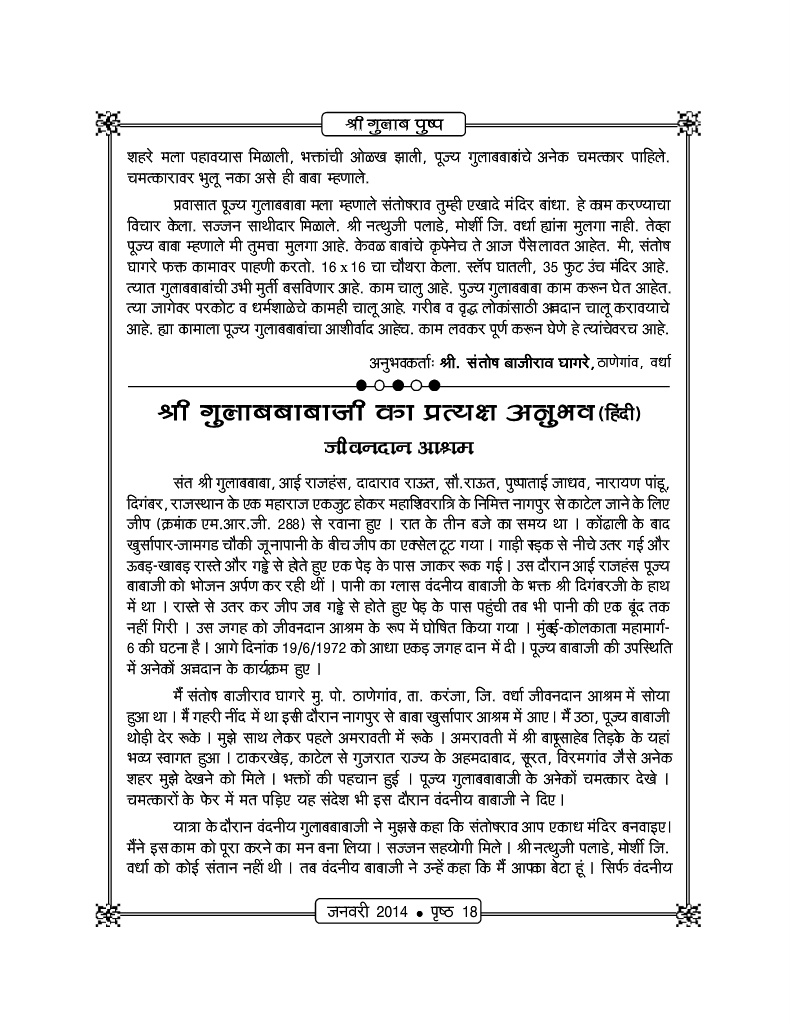 श्री गुलाब पुष्प
शहरे मला पहावयास मिळाली, भक्तांची ओळख झाली, पूज्य गुलाबबाबांचे अनेक चमत्कार पाहिले.
चमत्कारावर भुलू नका असे ही बाबा म्हणाले.
प्रवासात पूज्य गुलाबबाबा मला म्हणाले संतोषराव तुम्ही एखादे मंदिर बांधा. हे काम करण्याचा
विचार केला. सज्जन साथीदार मिळाले. श्री नत्थुजी पलाडे, मोर्शी जि. वर्धा ह्यांना मुलगा नाही. तेव्हा
पूज्य बाबा म्हणाले मी तुमचा मुलगा आहे. केवळ बाबांचे कृपेनेच ते आज पैसे लावत आहेत. मी, संतोष
घागरे फक्त कामावर पाहणी करतो. 16 x 16 चा चौथरा केला. स्लॅप घातली, 35 फुट उंच मंदिर आहे.
त्यात गुलाबबाबांची उभी मुर्ती बसविणार आहे. काम चालु आहे. पुज्य गुलाबबाबा काम करून घेत आहेत.
त्या जागेवर परकोट व धर्मशाळेचे कामही चालू आहे. गरीब व वृद्ध लोकांसाठी अन्नदान चालू करावयाचे
आहे. ह्या कामाला पूज्य गुलाबबाबांचा आशीर्वाद आहेच. काम लवकर पूर्ण करून घेणे हे त्यांचेवरच आहे.
अनुभवकर्ताः श्री. संतोष बाजीराव घागरे, ठाणेगांव, वर्धा
श्री गुलाबबाबाजी का प्रत्यक्ष अनुभव (हिंदी)
जीवनदान आश्रम
संत श्री गुलाबबाबा, आई राजहंस, दादाराव राऊत, सौ.राऊत, पुष्पाताई जाधव, नारायण पांडू,
दिगंबर, राजस्थान के एक महाराज एकजुट होकर महाशिवरात्रि के निमित्त नागपुर से काटेल जाने के लिए
जीप (क्रमांक एम.आर.जी. 288) से रवाना हुए । रात के तीन बजे का समय था । कोंढाली के बाद
खुर्सापार-जामगड चौकी जूनापानी के बीच जीप का एक्सेल टूट गया । गाड़ी सड़क से नीचे उतर गई और
ऊबड़-खाबड़ रास्ते और गड्ढे से होते हुए एक पेड़ के पास जाकर रूक गई । उस दौरान आई राजहंस पूज्य
बाबाजी को भोजन अर्पण कर रही थीं । पानी का ग्लास वंदनीय बाबाजी के भक्त श्री दिगंबरजी के हाथ
में था । रास्ते से उतर कर जीप जब गड्ढे से होते हुए पेड़ के पास पहुंची तब भी पानी की एक बूंद तक
नहीं गिरी । उस जगह को जीवनदान आश्रम के रूप में घोषित किया गया । मुंबई-कोलकाता महामार्ग-
6 की घटना है । आगे दिनांक 19/6/1972 को आधा एकड़ जगह दान में दी । पूज्य बाबाजी की उपस्थिति
में अनेकों अन्नदान के कार्यक्रम हुए ।
मैं संतोष बाजीराव घागरे मु. पो. ठाणेगांव, ता. करंजा, जि. वर्धा जीवनदान आश्रम में सोया
हुआ था । मैं गहरी नींद में था इसी दौरान नागपुर से बाबा खुर्सापार आश्रम में आए । मैं उठा, पूज्य बाबाजी
थोड़ी देर रूके । मुझे साथ लेकर पहले अमरावती में रूके । अमरावती में श्री बापूसाहेब तिड़के के यहां
भव्य स्वागत हुआ । टाकरखेड़, काटेल से गुजरात राज्य के अहमदाबाद, सूरत, विरमगांव जैसे अनेक
शहर मुझे देखने को मिले । भक्तों की पहचान हुई । पूज्य गुलाबबाबाजी के अनेकों चमत्कार देखे ।
चमत्कारों के फेर में मत पड़िए यह संदेश भी इस दौरान वंदनीय बाबाजी ने दिए ।
यात्रा के दौरान वंदनीय गुलाबबाबाजी ने मुझसे कहा कि संतोषराव आप एकाध मंदिर बनवाइए।
मैंने इस काम को पूरा करने का मन बना लिया । सज्जन सहयोगी मिले । श्री नत्थुजी पलाडे, मोर्शी जि.
वर्धा को कोई संतान नहीं थी । तब वंदनीय बाबाजी ने उन्हें कहा कि मैं आपका बेटा हूं । सिर्फ वंदनीय
जनवरी 2014 ● पृष्ठ 18